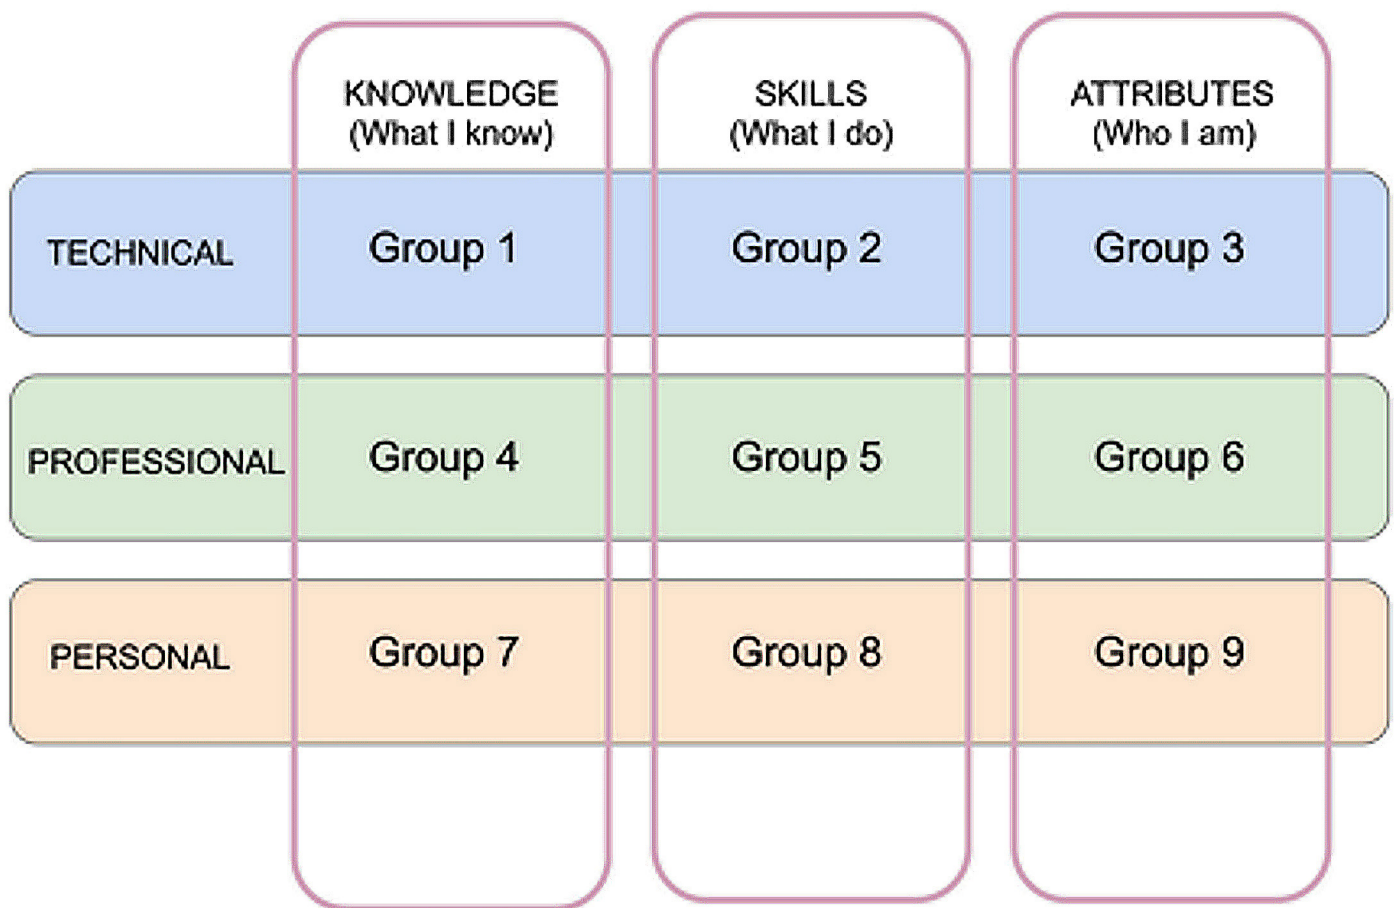 KNOWLEDGE
(What I know)
SKILLS
(What I do)
ATTRIBUTES
(Who I am)
TECHNICAL
Group 1
Group 2
Group 3
PROFESSIONAL
Group 4
Group 5
Group 6
PERSONAL
Group 7
Group 8
Group 9